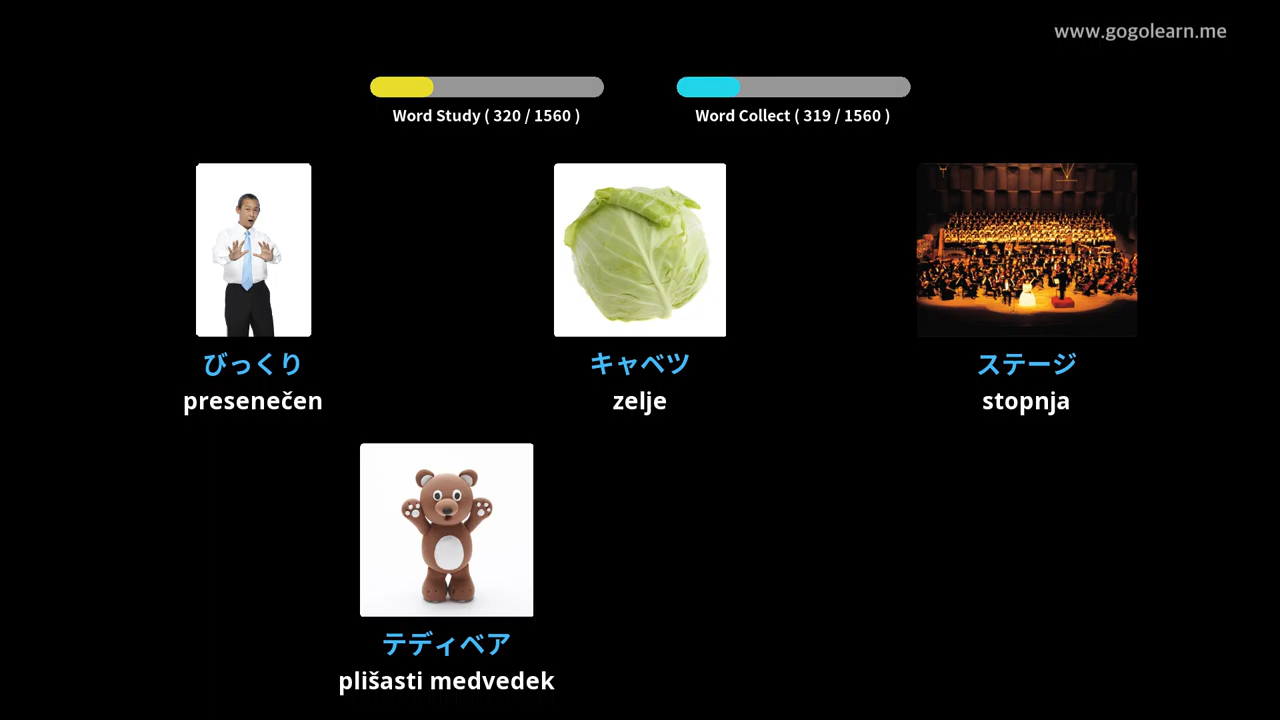 www.gogolearn.me
Word Study ( 320 / 1560 )
Word Collect ( 319 / 1560 )
びっくり
presenečen
キャベツ
zelje
ステージ
stopnja
テディベア
plišasti medvedek